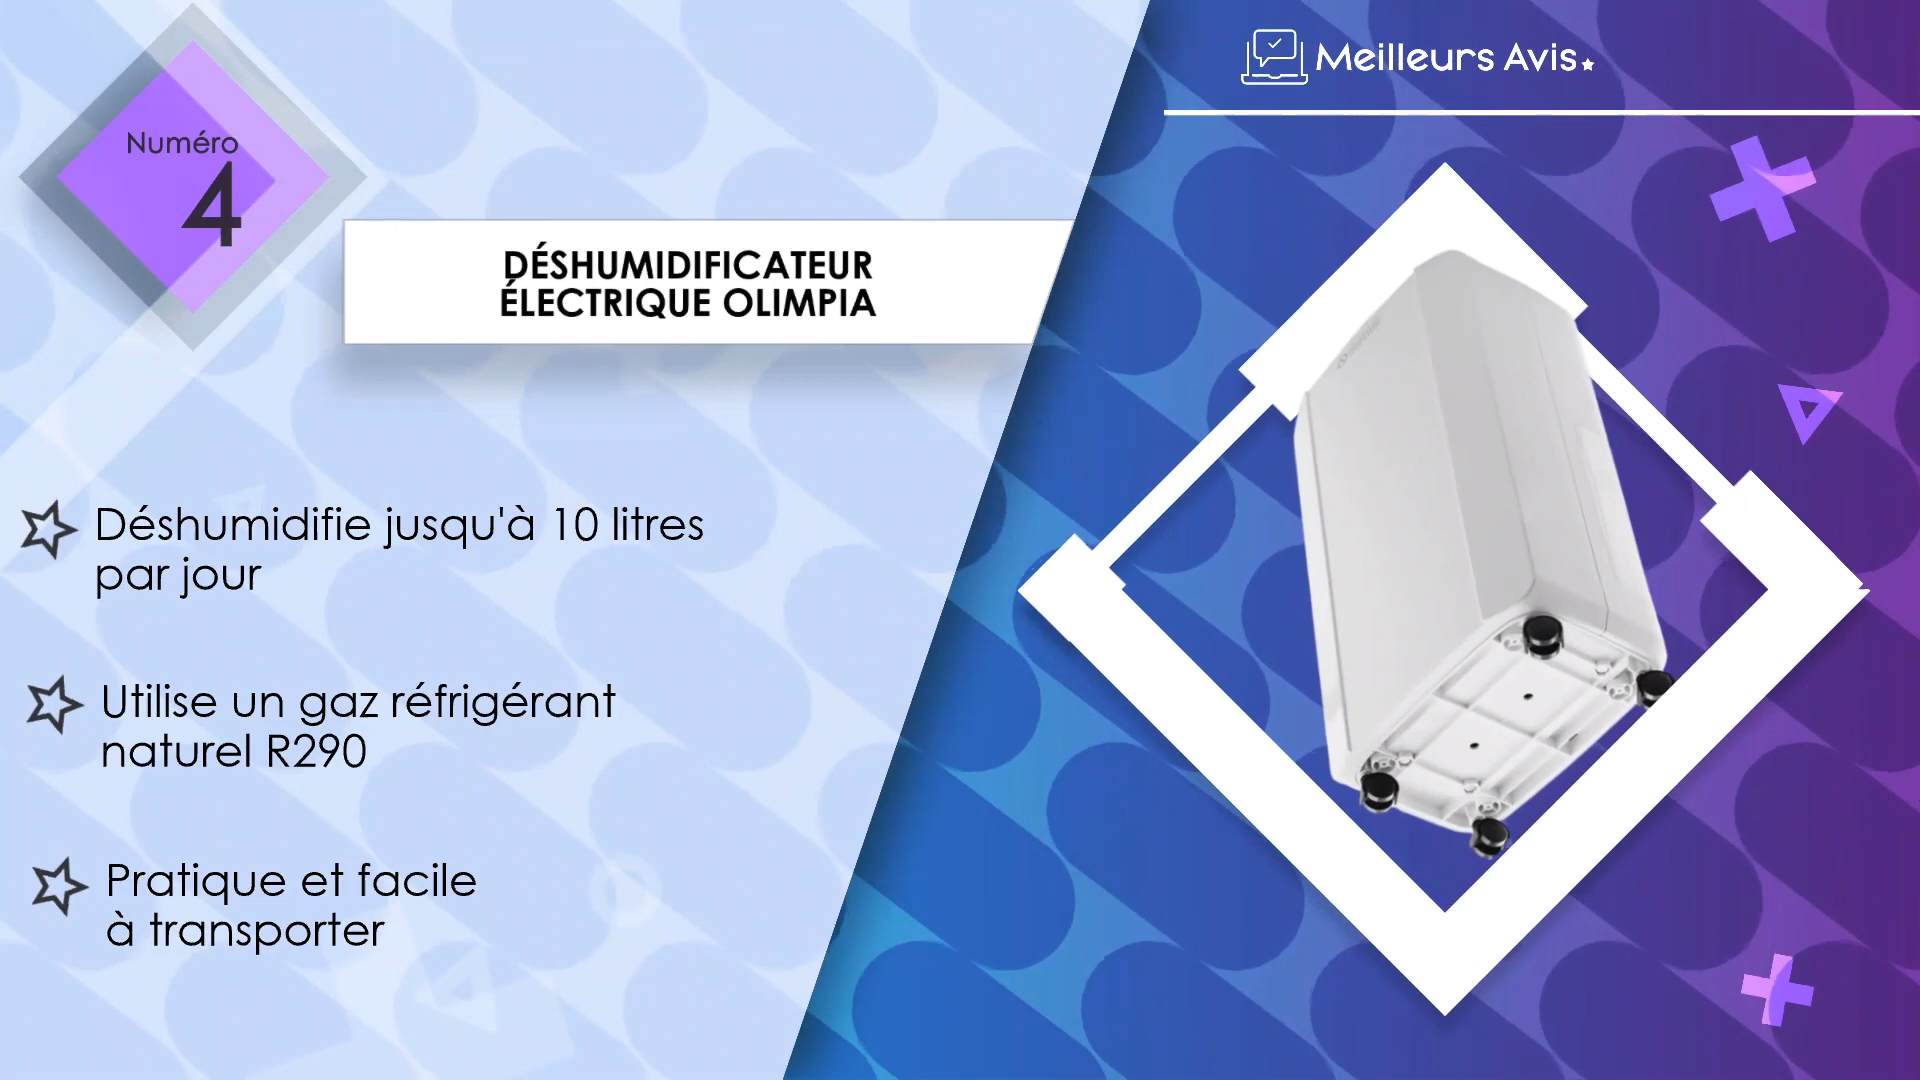 Numéro
4
Meilleurs Avis
DÉSHUMIDIFICATEUR
ÉLECTRIQUE OLIMPIA
Déshumidifie jusqu'à 10 litres
par jour
Utilise un gaz réfrigérant
naturel R290
Pratique et facile
à transporter